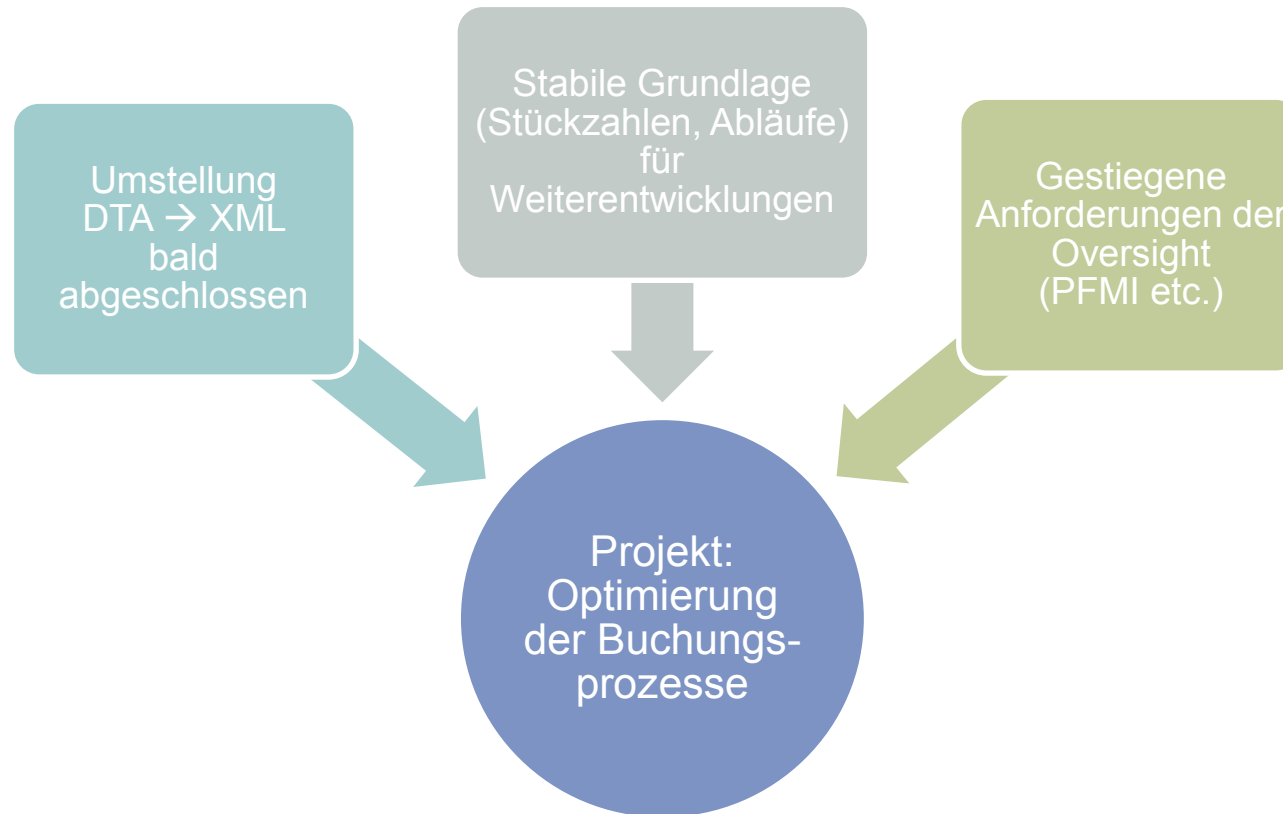 Umstellung
DTA → XML
bald
abgeschlossen
Stabile Grundlage
(Stückzahlen, Abläufe)
für
Weiterentwicklungen
Gestiegene
Anforderungen der
Oversight
(PFMI etc.)
Projekt:
Optimierung
der Buchungs-
prozesse